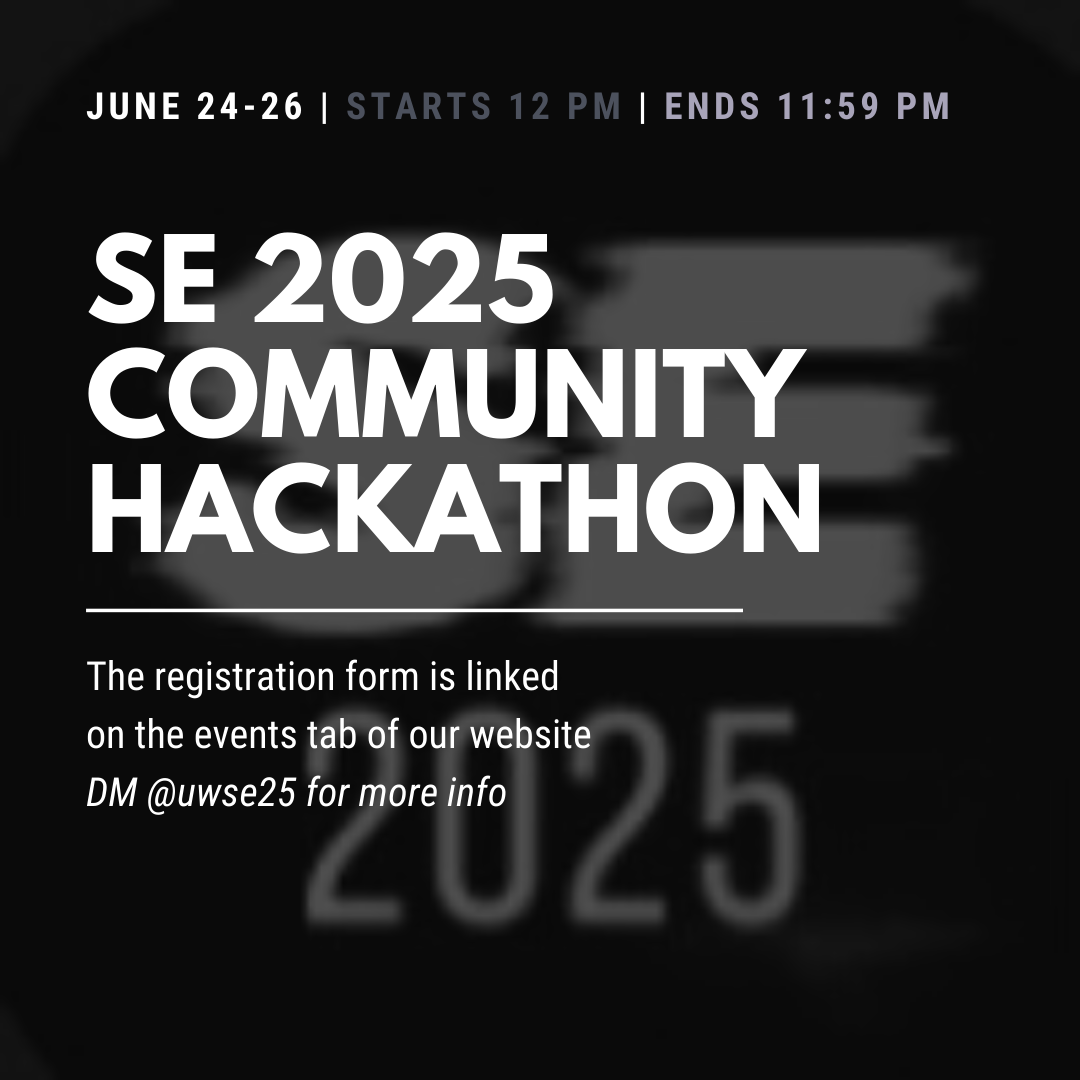 JUNE 24-26 | STARTS 12 PM | ENDS 11:59 PM
SE 2025
COMMUNITY
HACKATHON
The registration form is linked
on the events tab of our website
DM @uwse25 for more info
SE
2025